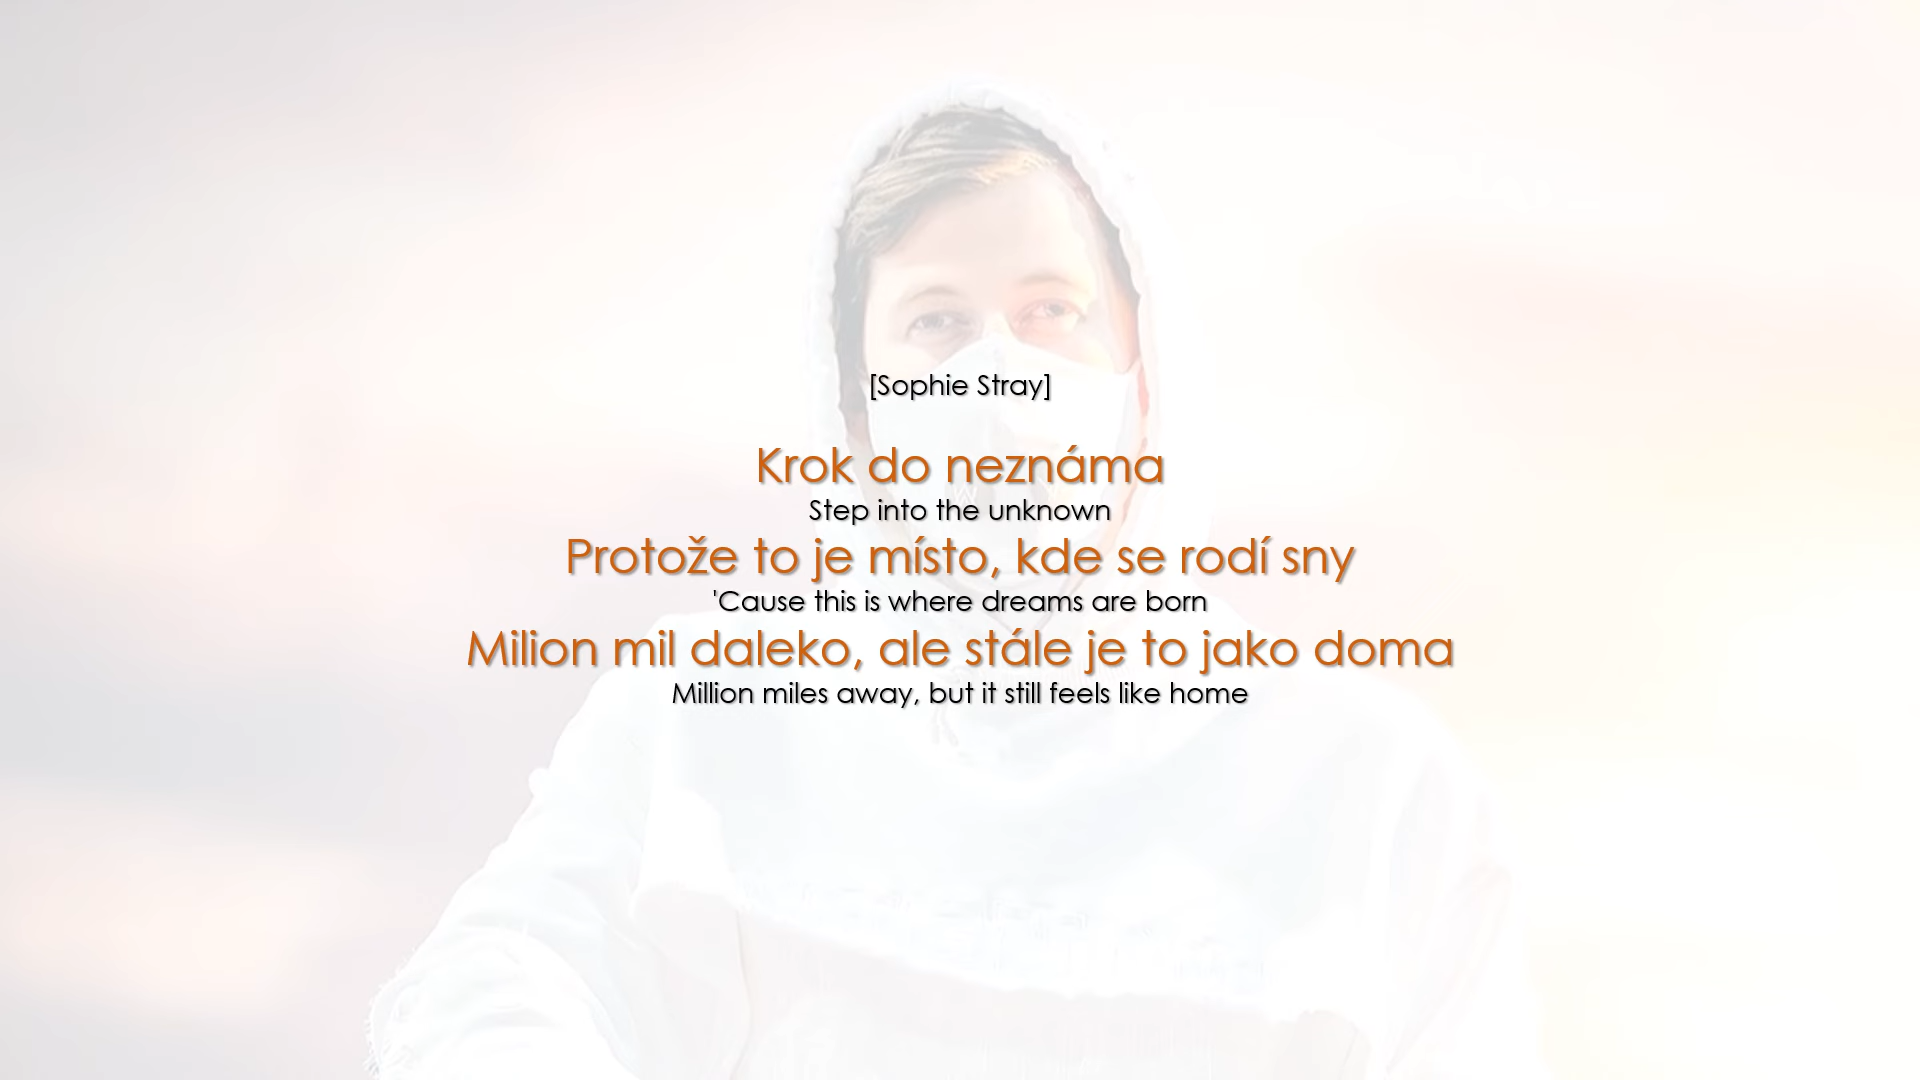 [Sophie Stray]
Krok do neznáma
Step into the unknown
Protože to je místo, kde se rodí sny
'Cause this is where dreams are born
Milion mil daleko, ale stále je to jako doma
Million miles away, but it still feels like home